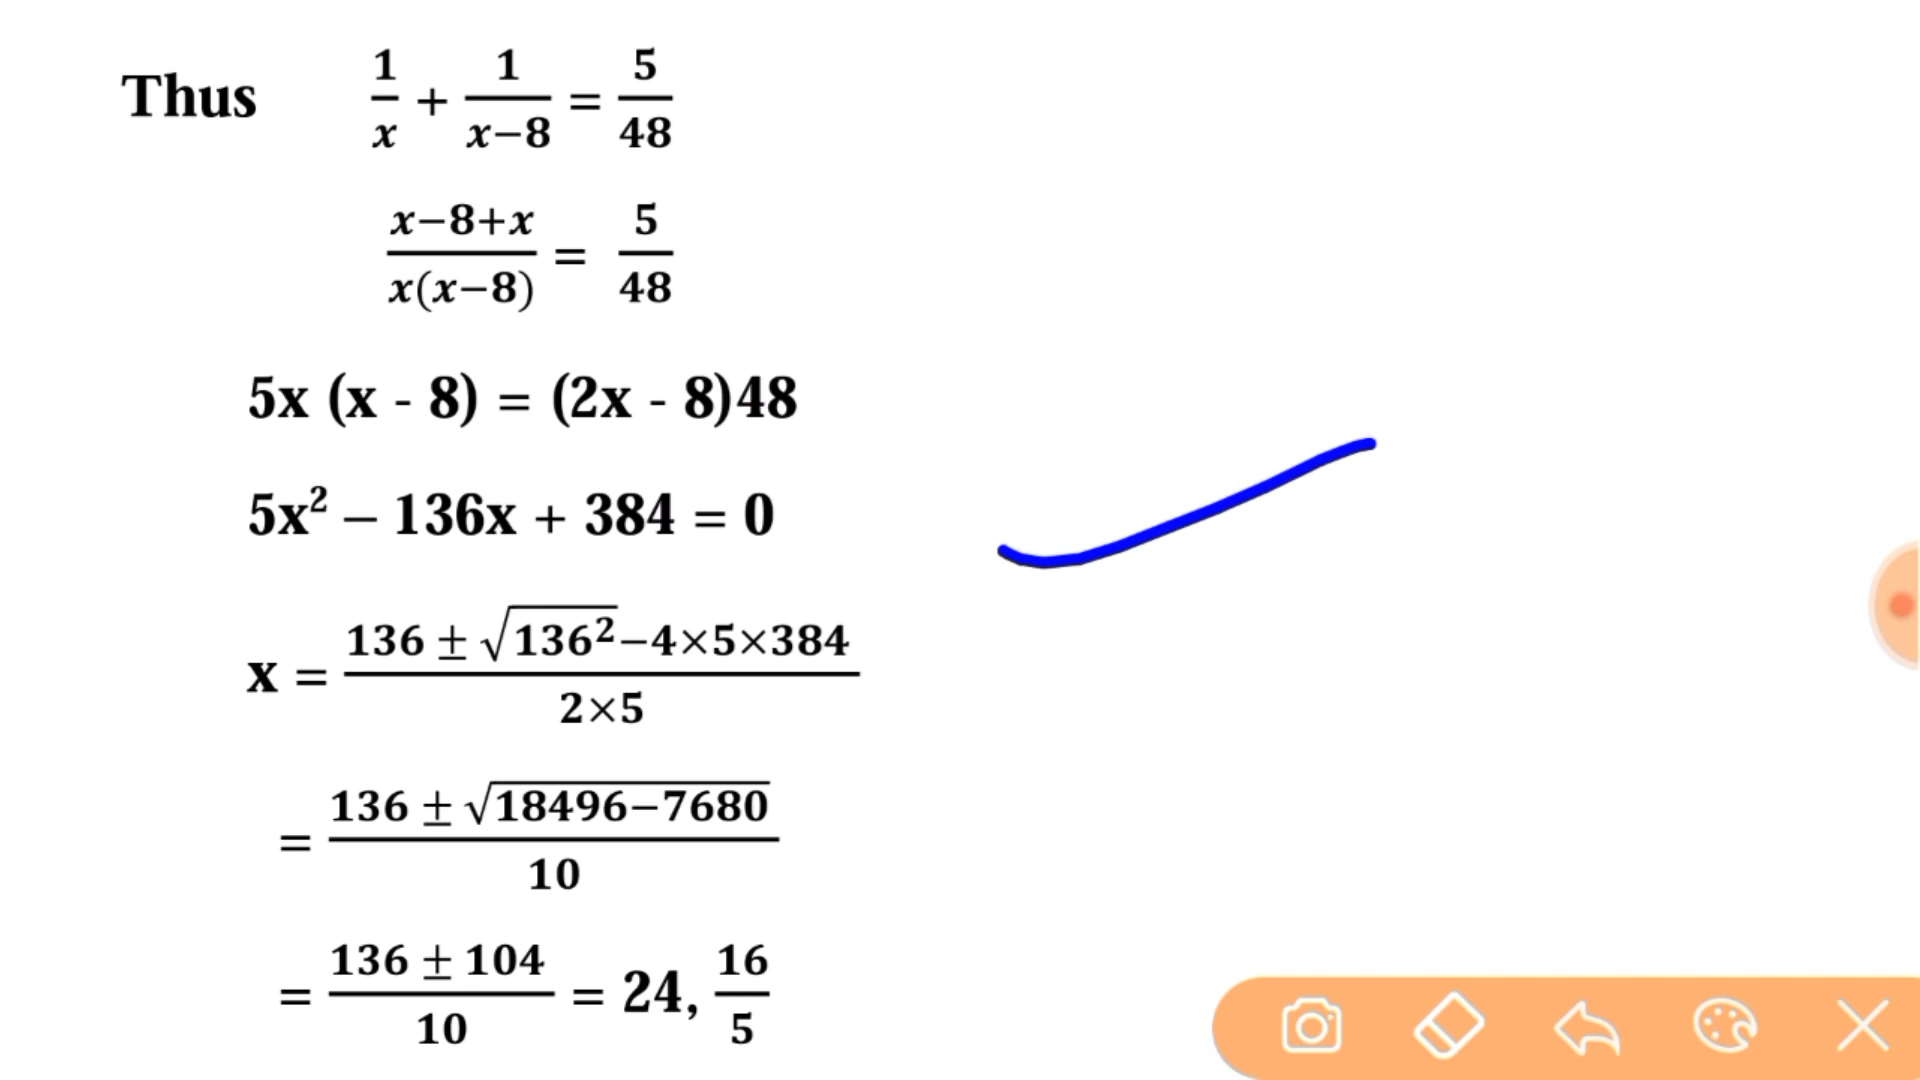 Thus 1/x + 1/(x−8) = 5/48
(x−8+x)/(x(x−8)) = 5/48
5x (x - 8) = (2x - 8)48
5x² – 136x + 384 = 0
x = (136 ± √136²−4×5×384)/(2×5)
= (136 ± √18496−7680)/10
= (136 ± 104)/10 = 24, 16/5